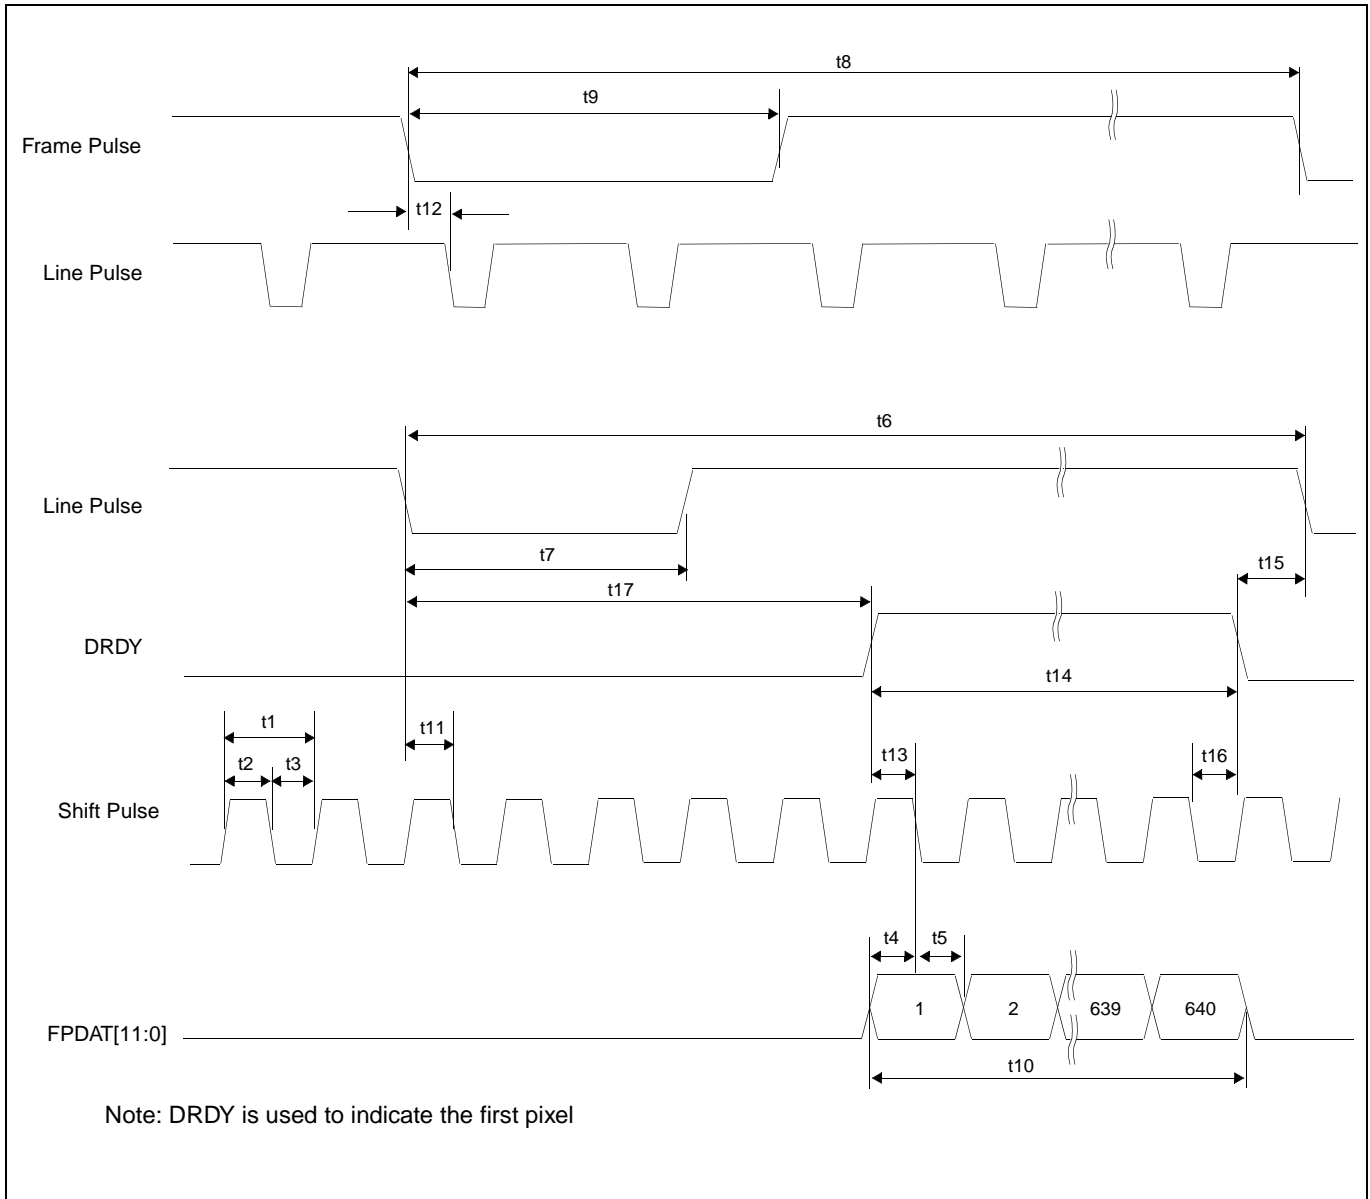 t8
t9
Frame Pulse
t12
Line Pulse
t6
Line Pulse
t7
t15
t17
DRDY
t14
t1
t11
t2 t3
t13
t16
Shift Pulse
t4 t5
1 2 639 640
FPDAT[11:0]
t10
Note: DRDY is used to indicate the first pixel